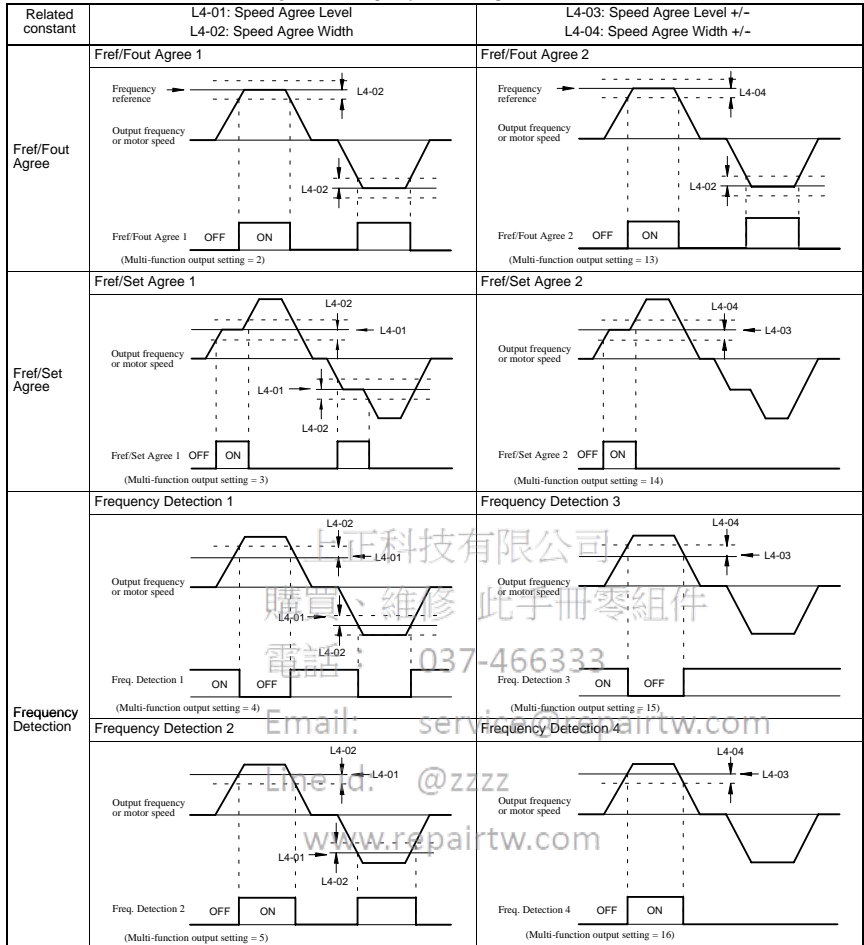 Related constant
L4-01: Speed Agree Level
L4-02: Speed Agree Width
L4-03: Speed Agree Level +/−
L4-04: Speed Agree Width +/−
Fref/Fout Agree
Fref/Fout Agree 1
Frequency reference
L4-02
Output frequency or motor speed
L4-02
Fref/Fout Agree 1 OFF ON
(Multi-function output setting = 2)
Fref/Fout Agree 2
Frequency reference
L4-04
Output frequency or motor speed
L4-02
Fref/Fout Agree 2 OFF ON
(Multi-function output setting = 13)
Fref/Set Agree
Fref/Set Agree 1
L4-02
L4-01
Output frequency or motor speed
L4-01
L4-02
Fref/Set Agree 1 OFF ON
(Multi-function output setting = 3)
Fref/Set Agree 2
L4-04
L4-03
Output frequency or motor speed
Fref/Set Agree 2 OFF ON
(Multi-function output setting = 14)
Frequency Detection
Frequency Detection 1
L4-02
L4-01
Output frequency or motor speed
L4-01
L4-02
Freq. Detection 1 ON OFF
(Multi-function output setting = 4)
Frequency Detection 3
L4-04
L4-03
Output frequency or motor speed
Freq. Detection 3 ON OFF
(Multi-function output setting = 15)
Frequency Detection 2
L4-02
L4-01
Output frequency or motor speed
L4-01
L4-02
Freq. Detection 2 OFF ON
(Multi-function output setting = 5)
Frequency Detection 4
L4-04
L4-03
Output frequency or motor speed
Freq. Detection 4 OFF ON
(Multi-function output setting = 16)
上正科技有限公司
購買、維修 此手冊零組件
電話： 037-466333
Email: service@repairtw.com
Line id: @zzzz
www.repairtw.com